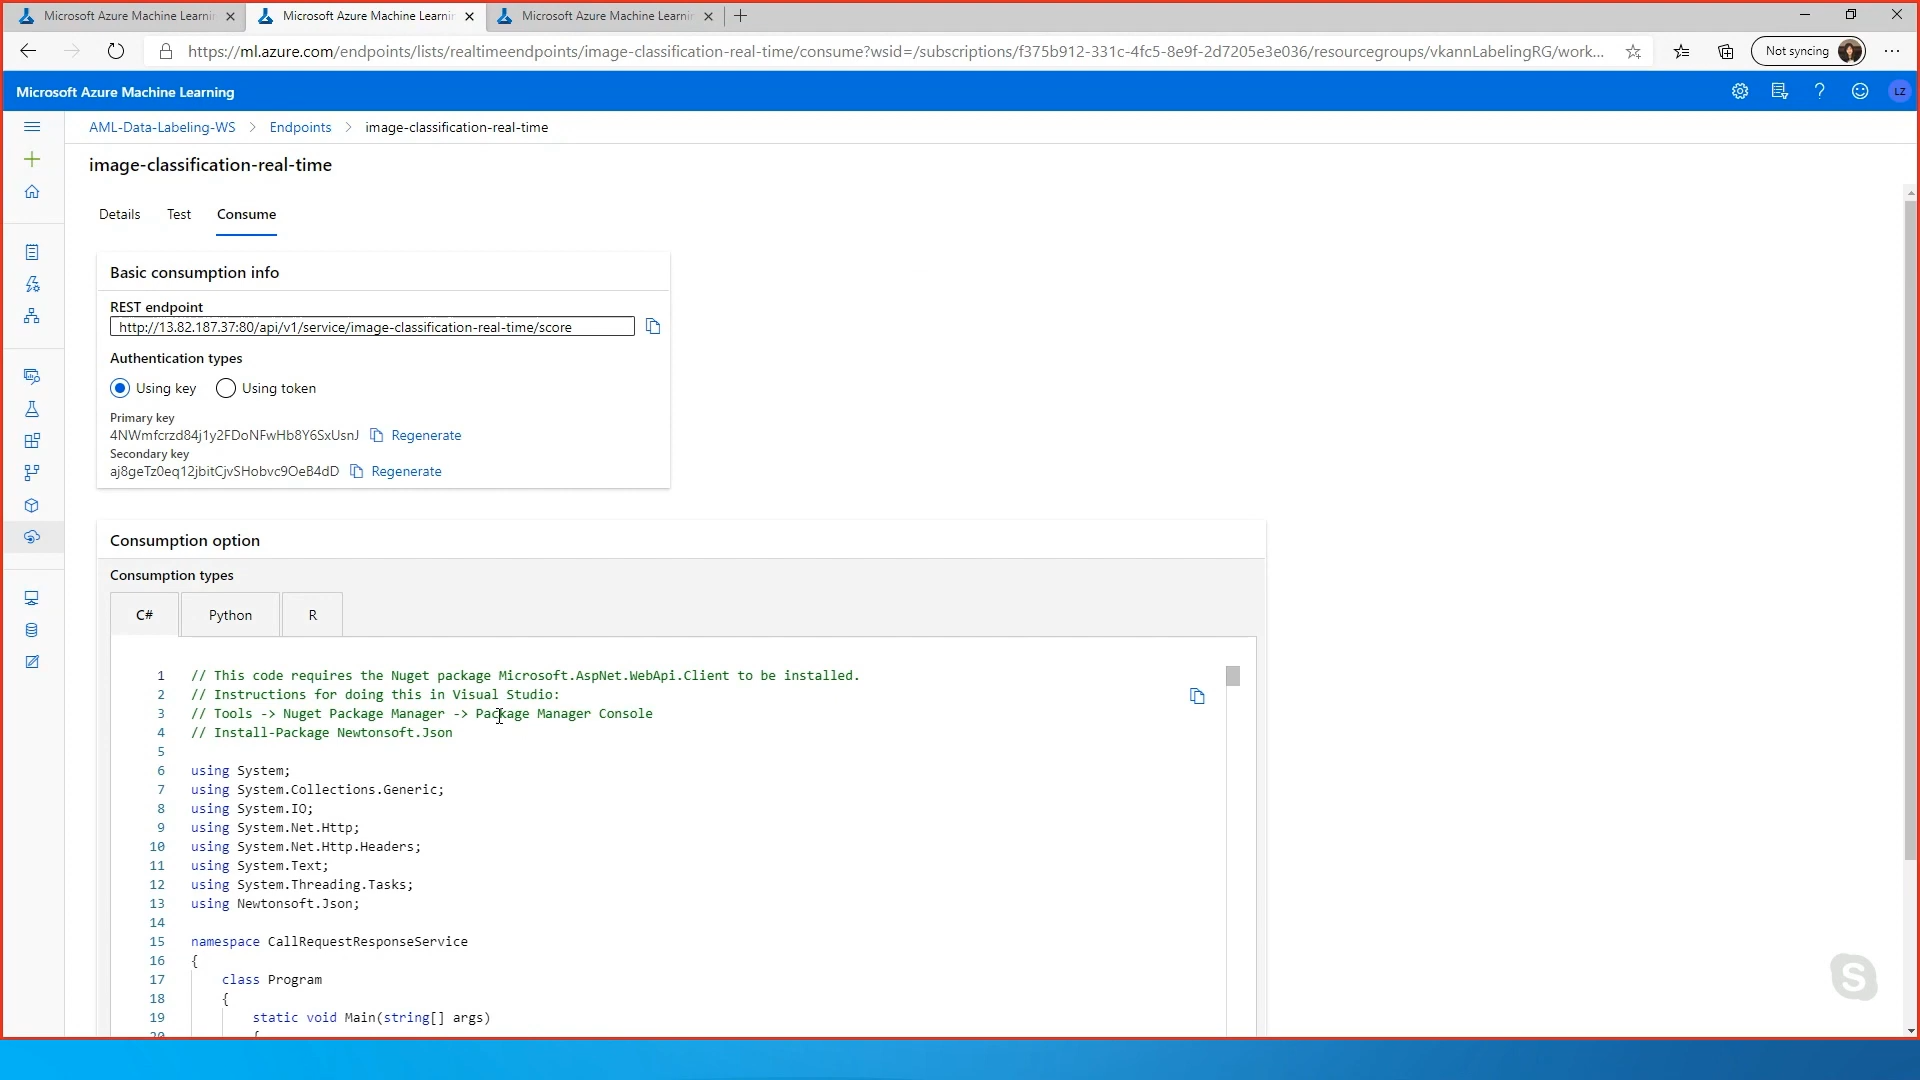 Microsoft Azure Machine Learnin
Microsoft Azure Machine Learnin
Microsoft Azure Machine Learnin
https://ml.azure.com/endpoints/lists/realtimeendpoints/image-classification-real-time/consume?wsid=/subscriptions/f375b912-331c-4fc5-8e9f-2d7205e3e036/resourcegroups/vkannLabelingRG/work...
Not syncing
Microsoft Azure Machine Learning
LZ
AML-Data-Labeling-WS > Endpoints > image-classification-real-time
image-classification-real-time
Details Test Consume
Basic consumption info
REST endpoint
http://13.82.187.37:80/api/v1/service/image-classification-real-time/score
Authentication types
Using key Using token
Primary key
4NWmfcrzd84j1y2FDoNFwHb8Y6SxUsnJ Regenerate
Secondary key
aj8geTz0eq12jbitCjvSHobvc9OeB4dD Regenerate
Consumption option
Consumption types
C# Python R
1 // This code requires the Nuget package Microsoft.AspNet.WebApi.Client to be installed.
2 // Instructions for doing this in Visual Studio:
3 // Tools -> Nuget Package Manager -> Package Manager Console
4 // Install-Package Newtonsoft.Json
5
6 using System;
7 using System.Collections.Generic;
8 using System.IO;
9 using System.Net.Http;
10 using System.Net.Http.Headers;
11 using System.Text;
12 using System.Threading.Tasks;
13 using Newtonsoft.Json;
14
15 namespace CallRequestResponseService
16 {
17 class Program
18 {
19 static void Main(string[] args)
20 {